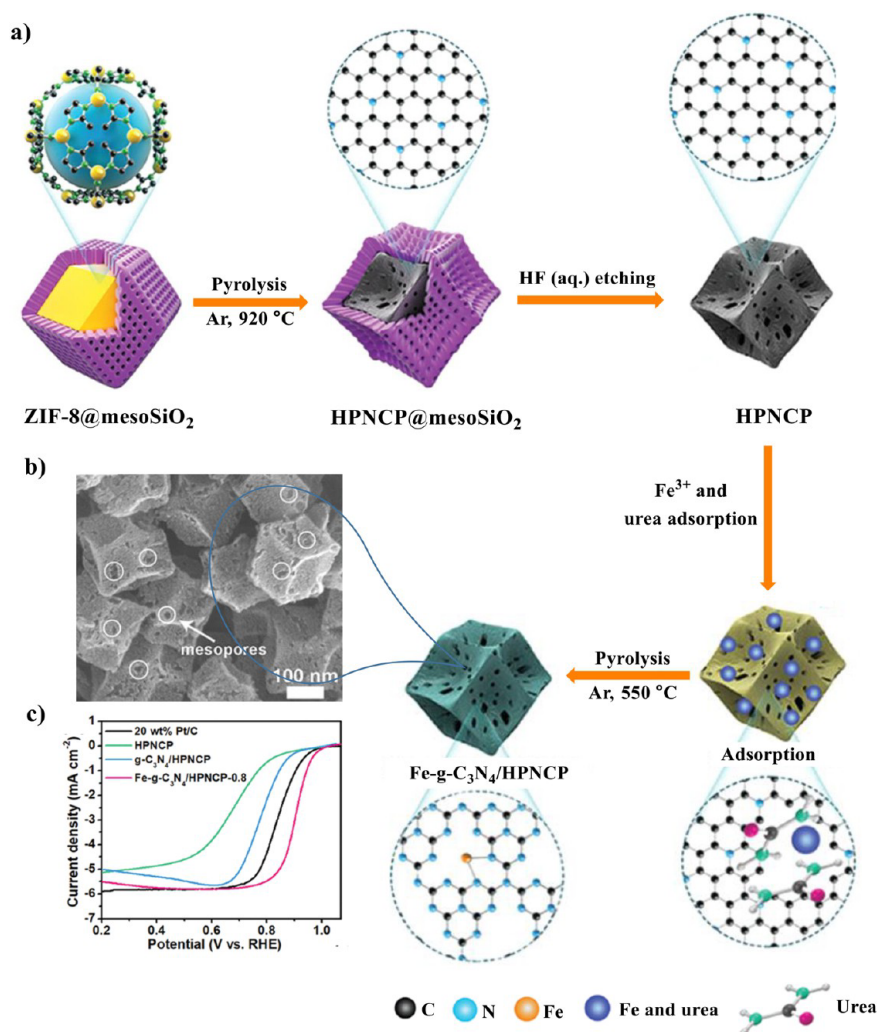 a)
Pyrolysis
Ar, 920 °C
HF (aq.) etching
ZIF-8@mesoSiO₂
HPNCP@mesoSiO₂
HPNCP
Fe³⁺ and
urea adsorption
b)
mesopores
100 nm
Pyrolysis
Ar, 550 °C
Fe-g-C₃N₄/HPNCP
Adsorption
c)
20 wt% Pt/C
HPNCP
g-C₃N₄/HPNCP
Fe-g-C₃N₄/HPNCP-0.8
Current density (mA cm⁻²)
1
0
-1
-2
-3
-4
-5
-6
0.2 0.4 0.6 0.8 1.0
Potential (V vs. RHE)
C N Fe Fe and urea Urea